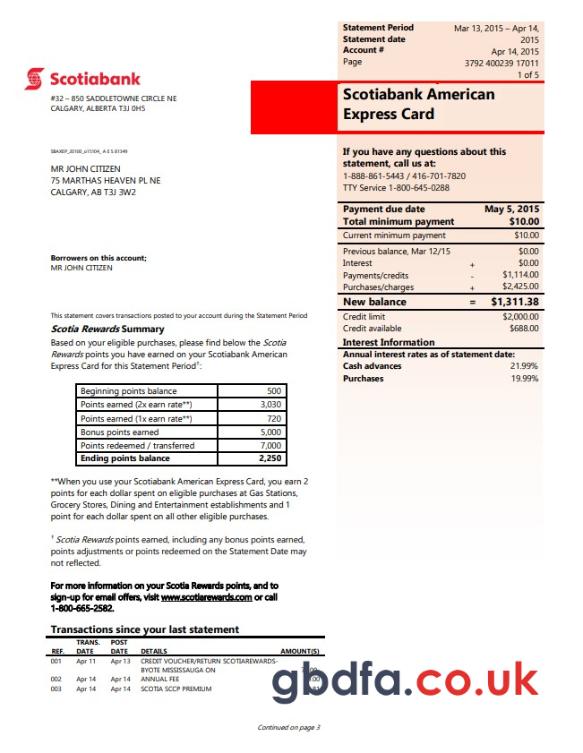 Statement Period Mar 13, 2015 – Apr 14, 2015
Statement date Apr 14, 2015
Account # 3792 400239 17011
Page 1 of 5
Scotiabank
#32 – 850 SADDLETOWNE CIRCLE NE
CALGARY, ALBERTA T3J 0H5
Scotiabank American
Express Card
MR JOHN CITIZEN
75 MARTHAS HEAVEN PL NE
CALGARY, AB T3J 3W2
If you have any questions about this
statement, call us at:
1-888-861-5443 / 416-701-7820
TTY Service 1-800-645-0288
Payment due date May 5, 2015
Total minimum payment $10.00
Current minimum payment $10.00
Previous balance, Mar 12/15 $0.00
Interest + $0.00
Payments/credits - $1,114.00
Purchases/charges + $2,425.00
New balance = $1,311.38
Credit limit $2,000.00
Credit available $688.00
Interest Information
Annual interest rates as of statement date:
Cash advances 21.99%
Purchases 19.99%
Borrowers on this account;
MR JOHN CITIZEN
This statement covers transactions posted to your account during the Statement Period
Scotia Rewards Summary
Based on your eligible purchases, please find below the Scotia
Rewards points you have earned on your Scotiabank American
Express Card for this Statement Period¹:
Beginning points balance 500
Points earned (2x earn rate**) 3,030
Points earned (1x earn rate**) 720
Bonus points earned 5,000
Points redeemed / transferred 7,000
Ending points balance 2,250
**When you use your Scotiabank American Express Card, you earn 2
points for each dollar spent on eligible purchases at Gas Stations,
Grocery Stores, Dining and Entertainment establishments and 1
point for each dollar spent on all other eligible purchases.
¹ Scotia Rewards points earned, including any bonus points earned,
points adjustments or points redeemed on the Statement Date may
not reflected.
For more information on your Scotia Rewards points, and to
sign-up for email offers, visit www.scotiarewards.com or call
1-800-665-2582.
Transactions since your last statement
REF. TRANS. DATE POST DATE DETAILS AMOUNT($)
001 Apr 11 Apr 13 CREDIT VOUCHER/RETURN SCOTIAREWARDS-
BYOTE MISSISSAUGA ON
002 Apr 14 Apr 14 ANNUAL FEE
003 Apr 14 Apr 14 SCOTIA SCCP PREMIUM
gbdfa.co.uk
Continued on page 3